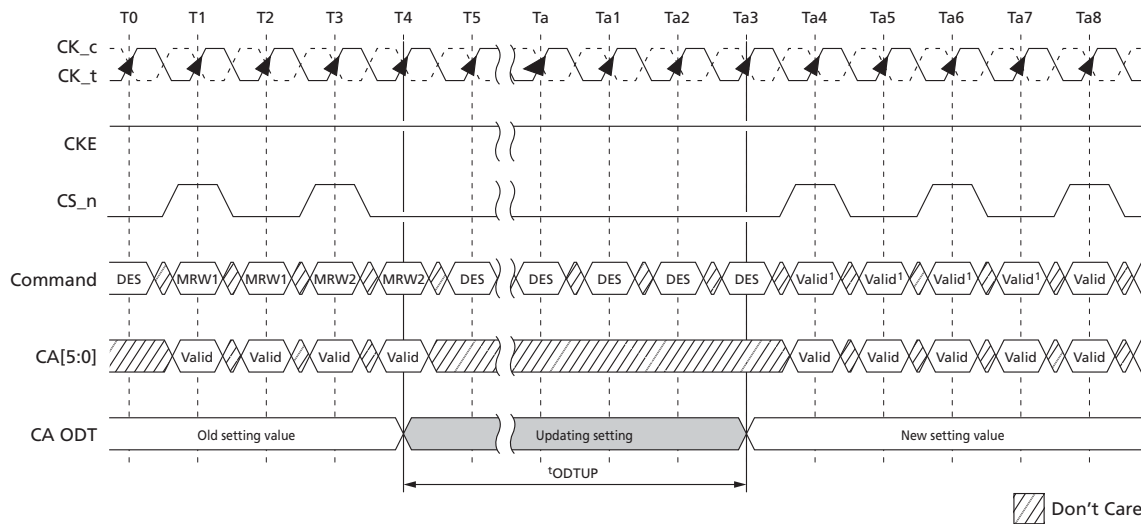 T0 T1 T2 T3 T4 T5 Ta Ta1 Ta2 Ta3 Ta4 Ta5 Ta6 Ta7 Ta8
CK_c
CK_t
CKE
CS_n
Command DES MRW1 MRW1 MRW2 MRW2 DES DES DES DES DES Valid¹ Valid¹ Valid¹ Valid¹ Valid
CA[5:0] Valid Valid Valid Valid Valid Valid Valid Valid Valid
CA ODT Old setting value Updating setting New setting value
ᵗODTUP
Don't Care